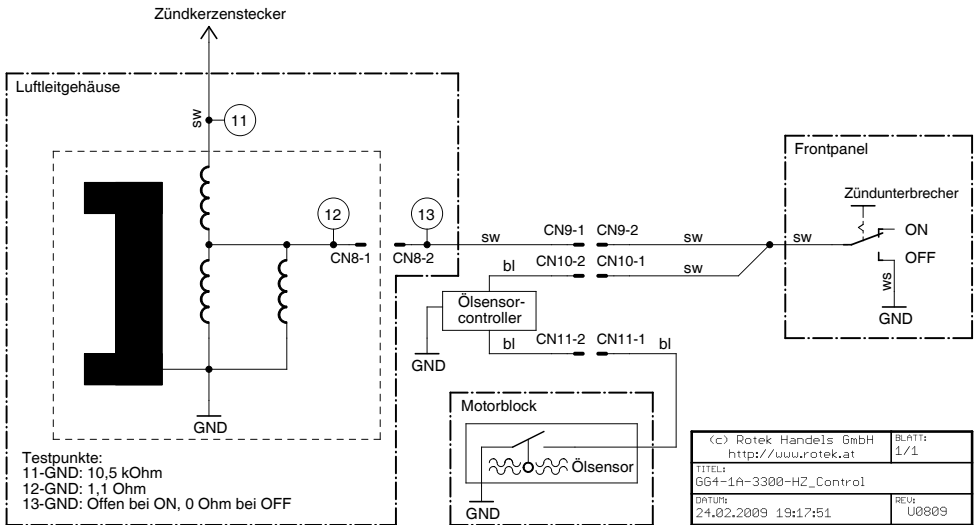 Zündkerzenstecker
Luftleitgehäuse
sw
11
12
13
CN8-1
CN8-2
GND
Testpunkte:
11-GND: 10,5 kOhm
12-GND: 1,1 Ohm
13-GND: Offen bei ON, 0 Ohm bei OFF
sw
CN9-1
CN9-2
sw
sw
bl
CN10-2
CN10-1
sw
Ölsensor-
controller
GND
bl
CN11-2
CN11-1
bl
Motorblock
Ölsensor
GND
Frontpanel
Zündunterbrecher
ON
OFF
ws
GND
(c) Rotek Handels GmbH
http://www.rotek.at
BLATT:
1/1
TITEL:
GG4-1A-3300-HZ_Control
DATUM:
24.02.2009 19:17:51
REV:
U0809